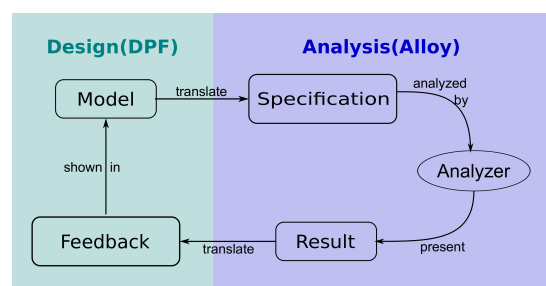 Design(DPF)
Analysis(Alloy)
Model
translate
Specification
analyzed
by
Analyzer
present
Result
translate
Feedback
shown in